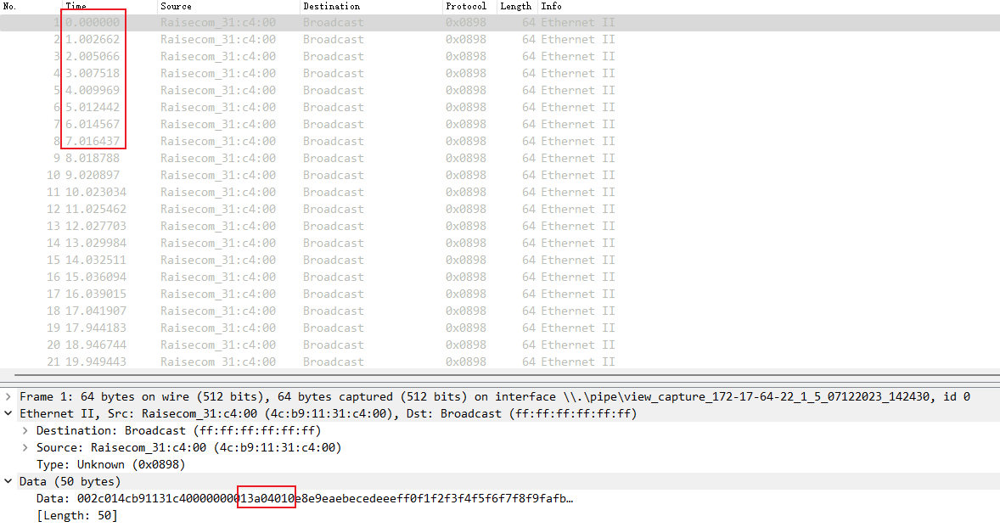 No. Time Source Destination Protocol Length Info
1 0.000000 Raisecom_31:c4:00 Broadcast 0x0898 64 Ethernet II
2 1.002662 Raisecom_31:c4:00 Broadcast 0x0898 64 Ethernet II
3 2.005066 Raisecom_31:c4:00 Broadcast 0x0898 64 Ethernet II
4 3.007518 Raisecom_31:c4:00 Broadcast 0x0898 64 Ethernet II
5 4.009969 Raisecom_31:c4:00 Broadcast 0x0898 64 Ethernet II
6 5.012442 Raisecom_31:c4:00 Broadcast 0x0898 64 Ethernet II
7 6.014567 Raisecom_31:c4:00 Broadcast 0x0898 64 Ethernet II
8 7.016437 Raisecom_31:c4:00 Broadcast 0x0898 64 Ethernet II
9 8.018788 Raisecom_31:c4:00 Broadcast 0x0898 64 Ethernet II
10 9.020897 Raisecom_31:c4:00 Broadcast 0x0898 64 Ethernet II
11 10.023034 Raisecom_31:c4:00 Broadcast 0x0898 64 Ethernet II
12 11.025462 Raisecom_31:c4:00 Broadcast 0x0898 64 Ethernet II
13 12.027703 Raisecom_31:c4:00 Broadcast 0x0898 64 Ethernet II
14 13.029984 Raisecom_31:c4:00 Broadcast 0x0898 64 Ethernet II
15 14.032511 Raisecom_31:c4:00 Broadcast 0x0898 64 Ethernet II
16 15.036094 Raisecom_31:c4:00 Broadcast 0x0898 64 Ethernet II
17 16.039015 Raisecom_31:c4:00 Broadcast 0x0898 64 Ethernet II
18 17.041907 Raisecom_31:c4:00 Broadcast 0x0898 64 Ethernet II
19 17.944183 Raisecom_31:c4:00 Broadcast 0x0898 64 Ethernet II
20 18.946744 Raisecom_31:c4:00 Broadcast 0x0898 64 Ethernet II
21 19.949443 Raisecom_31:c4:00 Broadcast 0x0898 64 Ethernet II
Frame 1: 64 bytes on wire (512 bits), 64 bytes captured (512 bits) on interface \\.\pipe\view_capture_172-17-64-22_1_5_07122023_142430, id 0
Ethernet II, Src: Raisecom_31:c4:00 (4c:b9:11:31:c4:00), Dst: Broadcast (ff:ff:ff:ff:ff:ff)
Destination: Broadcast (ff:ff:ff:ff:ff:ff)
Source: Raisecom_31:c4:00 (4c:b9:11:31:c4:00)
Type: Unknown (0x0898)
Data (50 bytes)
Data: 002c014cb91131c40000000013a04010e8e9eaebecedeeeff0f1f2f3f4f5f6f7f8f9fafb…
[Length: 50]